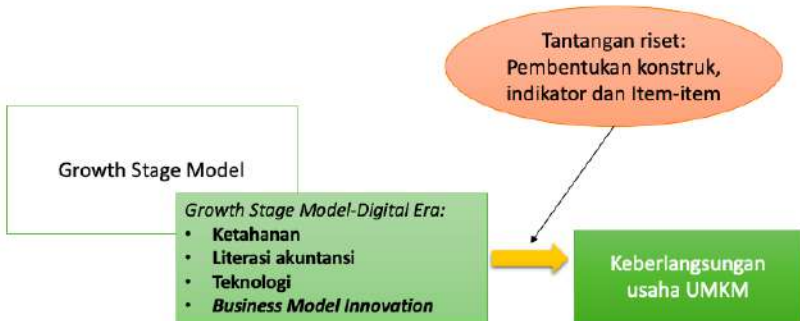 Tantangan riset:
Pembentukan konstruk,
indikator dan Item-item
Growth Stage Model
Growth Stage Model-Digital Era:
• Ketahanan
• Literasi akuntansi
• Teknologi
• Business Model Innovation
Keberlangsungan
usaha UMKM